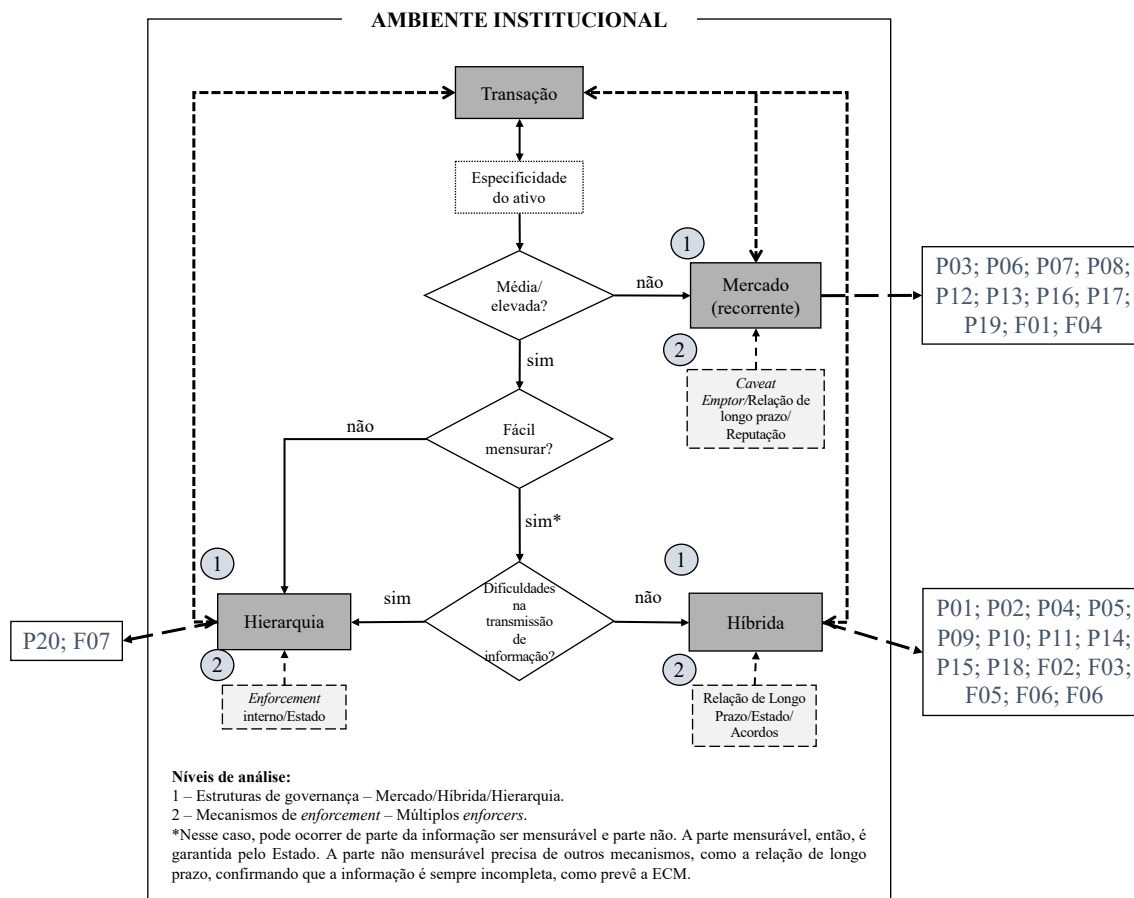 AMBIENTE INSTITUCIONAL
Transação
Especificidade
do ativo
1
Média/
elevada?
não
Mercado
(recorrente)
P03; P06; P07; P08;
P12; P13; P16; P17;
P19; F01; F04
2
sim
Caveat
Emptor/Relação de
longo prazo/
Reputação
não
Fácil
mensurar?
sim*
1
1
Dificuldades
na
transmissão
de
informação?
sim
não
Hierarquia
Híbrida
P20; F07
P01; P02; P04; P05;
P09; P10; P11; P14;
P15; P18; F02; F03;
F05; F06; F06
2
2
Enforcement
interno/Estado
Relação de Longo
Prazo/Estado/
Acordos
Níveis de análise:
1 – Estruturas de governança – Mercado/Híbrida/Hierarquia.
2 – Mecanismos de enforcement – Múltiplos enforcers.
*Nesse caso, pode ocorrer de parte da informação ser mensurável e parte não. A parte mensurável, então, é
garantida pelo Estado. A parte não mensurável precisa de outros mecanismos, como a relação de longo
prazo, confirmando que a informação é sempre incompleta, como prevê a ECM.